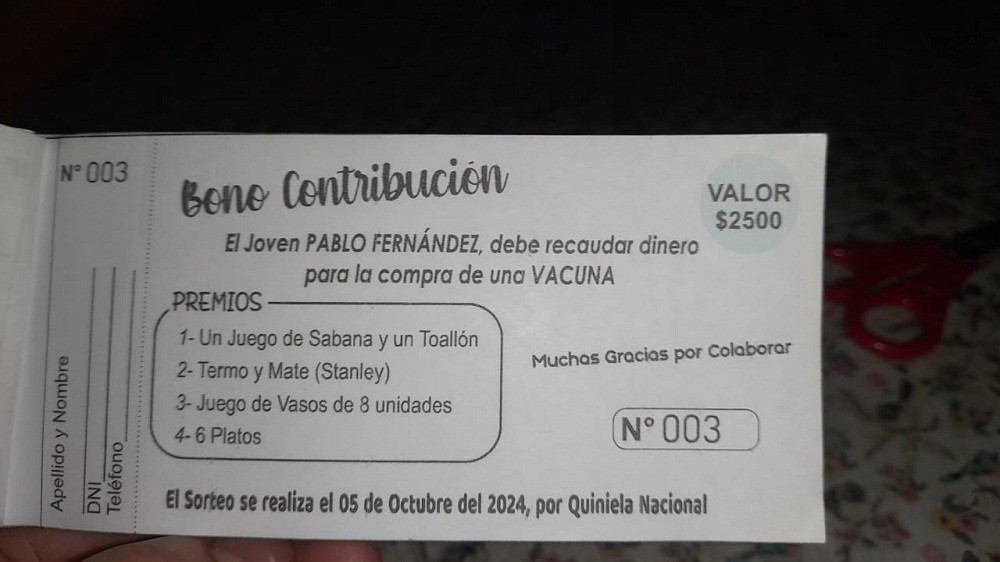 N° 003
Apellido y Nombre
DNI
Teléfono
Bono Contribución
VALOR
$2500
El Joven PABLO FERNÁNDEZ, debe recaudar dinero
para la compra de una VACUNA
PREMIOS
1- Un Juego de Sabana y un Toallón
2- Termo y Mate (Stanley)
3- Juego de Vasos de 8 unidades
4- 6 Platos
Muchas Gracias por Colaborar
N° 003
El Sorteo se realiza el 05 de Octubre del 2024, por Quiniela Nacional